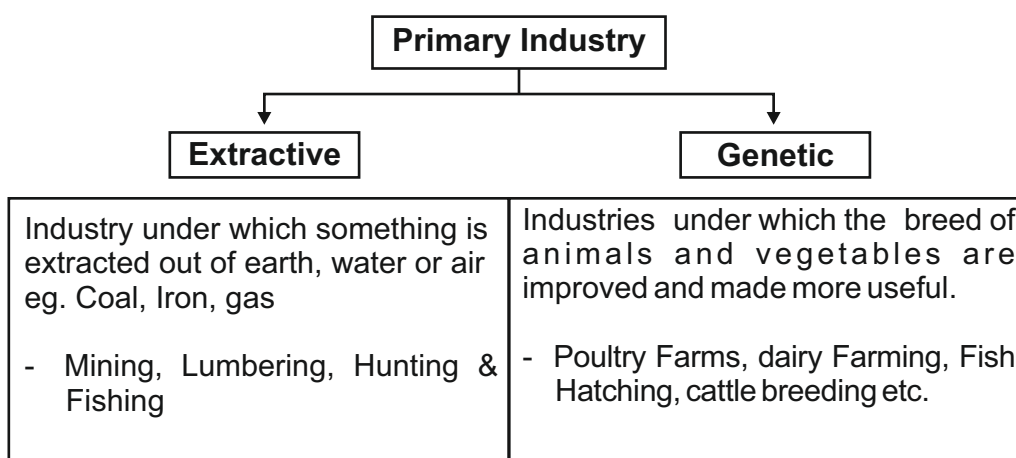 Primary Industry
Extractive
Genetic
Industry under which something is
extracted out of earth, water or air
eg. Coal, Iron, gas
- Mining, Lumbering, Hunting &
Fishing
Industries under which the breed of
animals and vegetables are
improved and made more useful.
- Poultry Farms, dairy Farming, Fish
Hatching, cattle breeding etc.